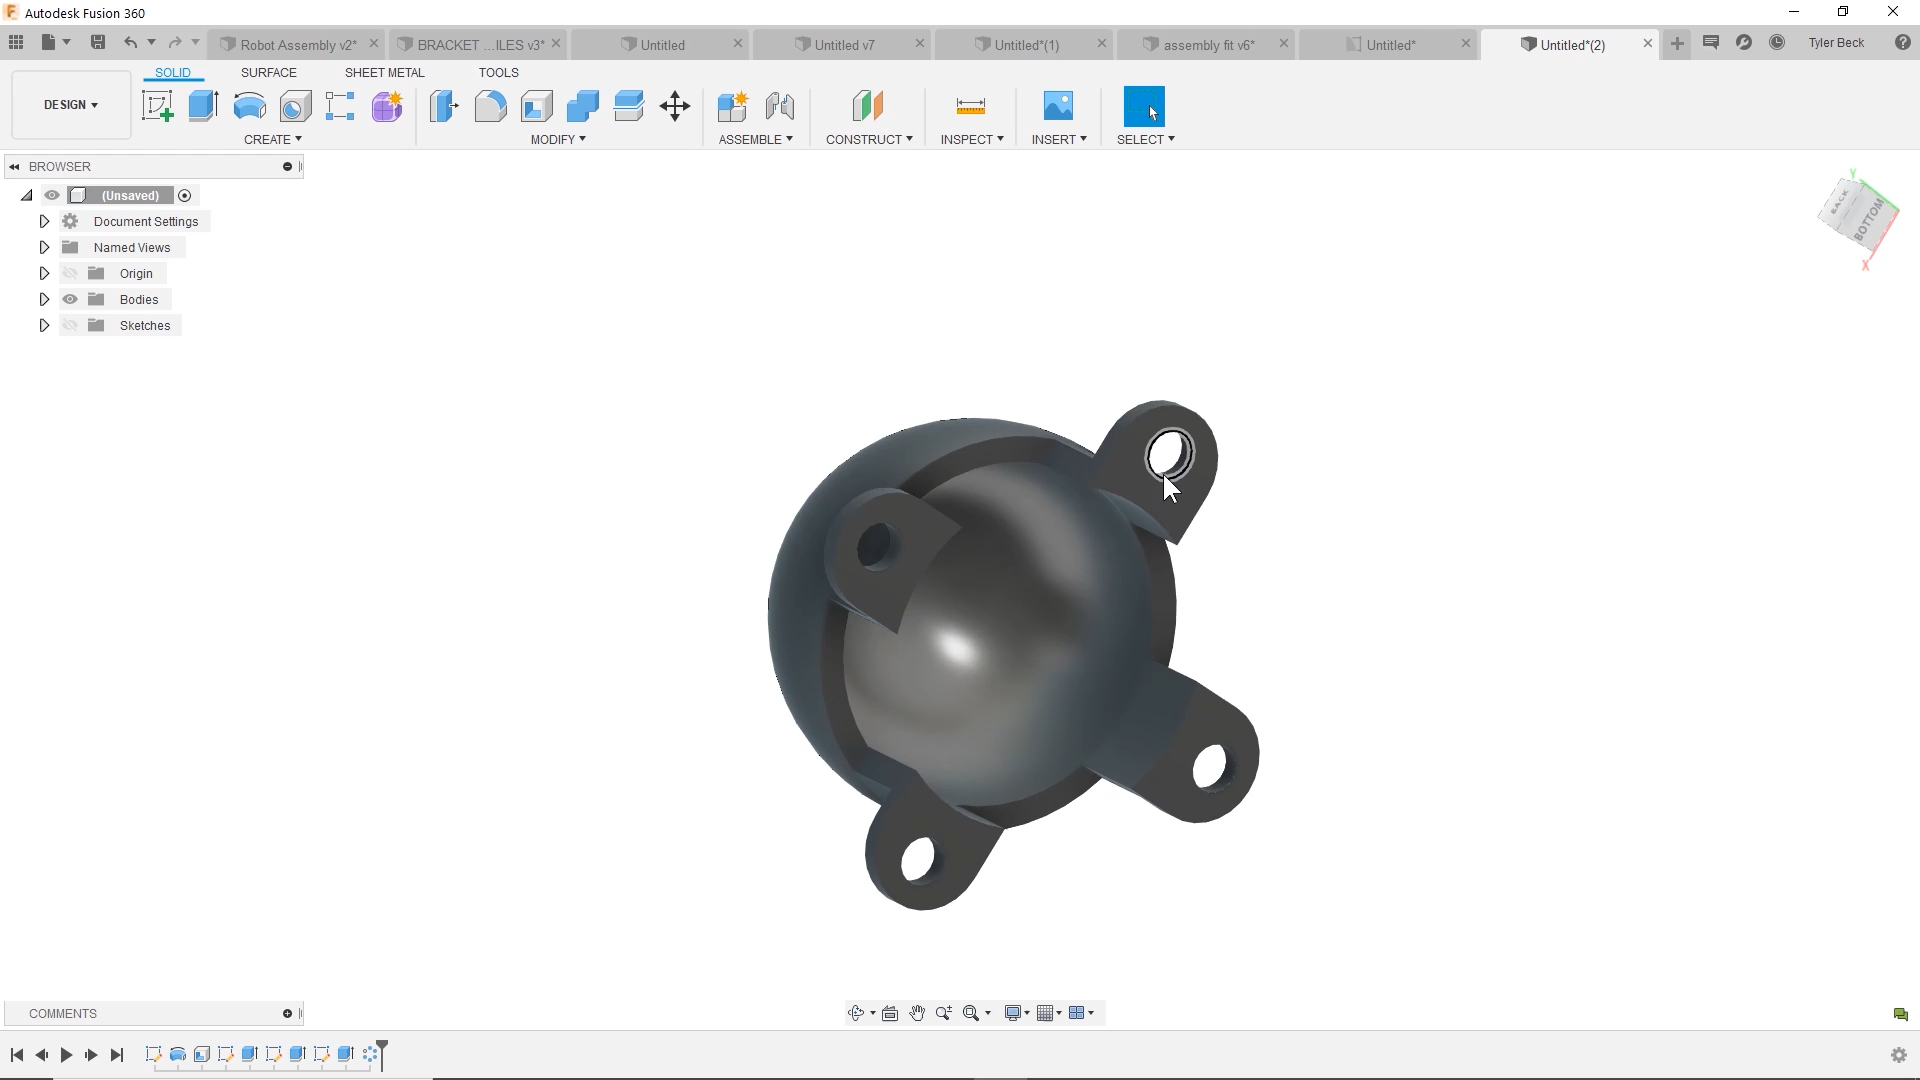 Autodesk Fusion 360
Robot Assembly v2*
BRACKET ...ILES v3*
Untitled
Untitled v7
Untitled*(1)
assembly fit v6*
Untitled*
Untitled*(2)
Tyler Beck
SOLID
SURFACE
SHEET METAL
TOOLS
DESIGN
CREATE
MODIFY
ASSEMBLE
CONSTRUCT
INSPECT
INSERT
SELECT
BROWSER
(Unsaved)
Document Settings
Named Views
Origin
Bodies
Sketches
Y
BACK
BOTTOM
X
COMMENTS